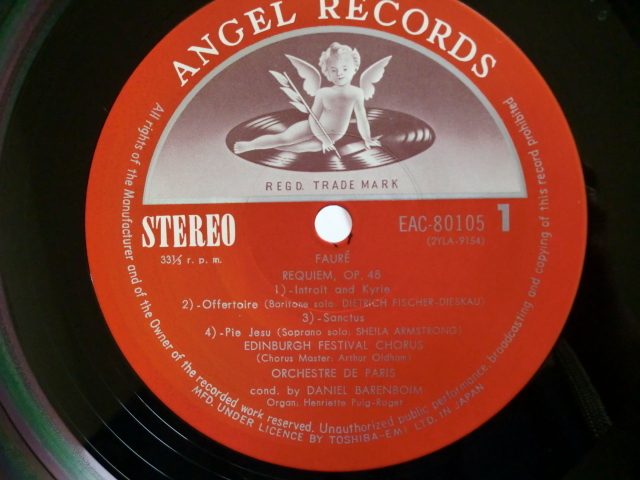 ANGEL RECORDS
REGD. TRADE MARK
STEREO
33⅓ r. p. m.
EAC-80105 1
(2YLA-9154)
FAURÉ
REQUIEM, OP. 48
1)-Introit and Kyrie
2)-Offertoire (Baritone solo: DIETRICH FISCHER-DIESKAU)
3)-Sanctus
4)-Pie Jesu (Soprano solo: SHEILA ARMSTRONG)
EDINBURGH FESTIVAL CHORUS
(Chorus Master: Arthur Oldham)
ORCHESTRE DE PARIS
cond. by DANIEL BARENBOIM
Organ: Henriette Puig-Roget
All rights of the Manufacturer and of the Owner of the recorded work reserved. Unauthorized public performance, broadcasting and copying of this record prohibited
MFD. UNDER LICENCE BY TOSHIBA-EMI LTD. IN JAPAN